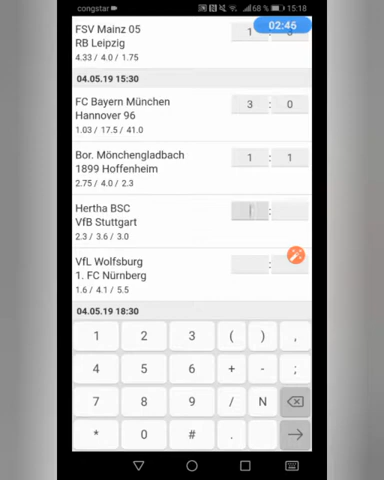 congstar
68 % 15:18
02:46
FSV Mainz 05
RB Leipzig
1 : 3
4.33 / 4.0 / 1.75
04.05.19 15:30
FC Bayern München
Hannover 96
3 : 0
1.03 / 17.5 / 41.0
Bor. Mönchengladbach
1899 Hoffenheim
1 : 1
2.75 / 4.0 / 2.3
Hertha BSC
VfB Stuttgart
:
2.3 / 3.6 / 3.0
VfL Wolfsburg
1. FC Nürnberg
:
1.6 / 4.1 / 5.5
04.05.19 18:30
1 2 3 ( ) ,
4 5 6 + - ;
7 8 9 / N
* 0 # .